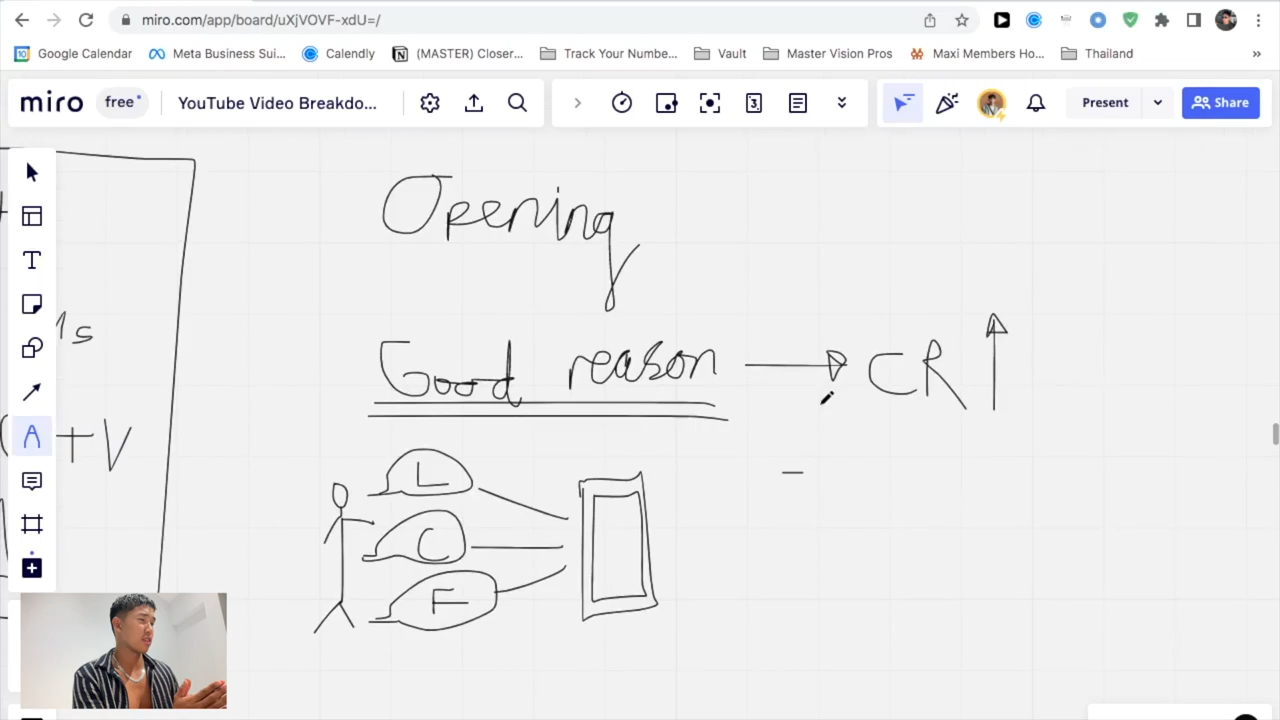 miro.com/app/board/uXjVOVF-xdU=/
Google Calendar
Meta Business Sui...
Calendly
(MASTER) Closer...
Track Your Numbe...
Vault
Master Vision Pros
Maxi Members Ho...
Thailand
»
miro
free
YouTube Video Breakdo...
3
Present
Share
Opening
Good reason
CR
s
+V
L
C
F